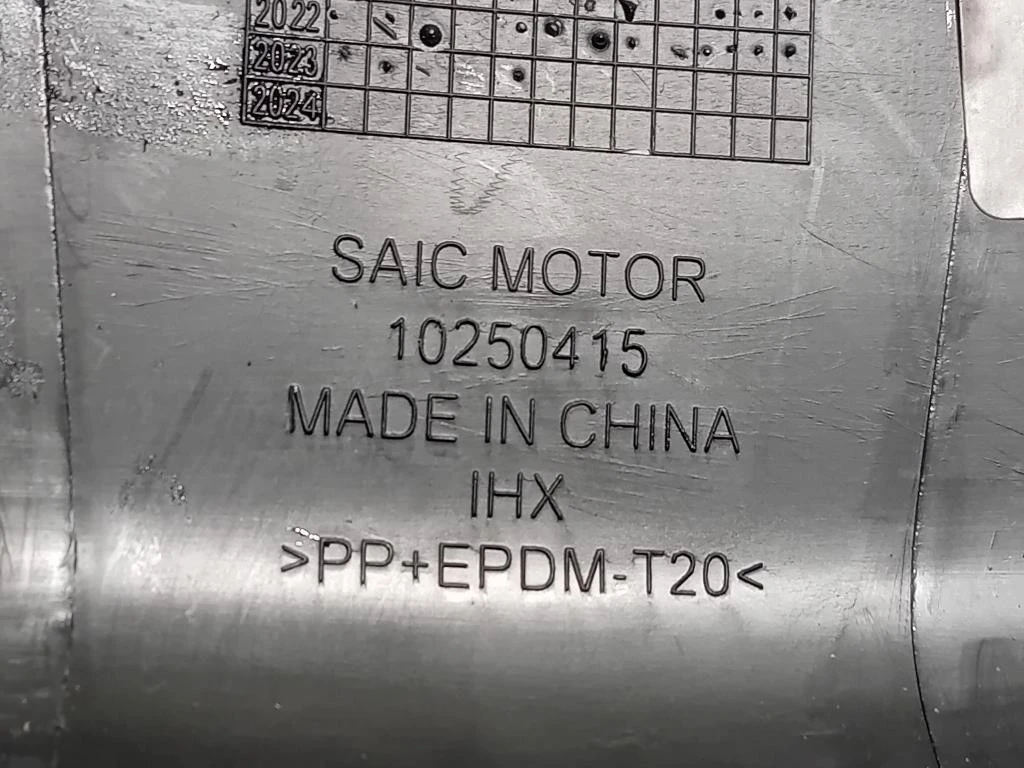 2022
2023
2024
SAIC MOTOR
10250415
MADE IN CHINA
IHX
>PP+EPDM-T20<